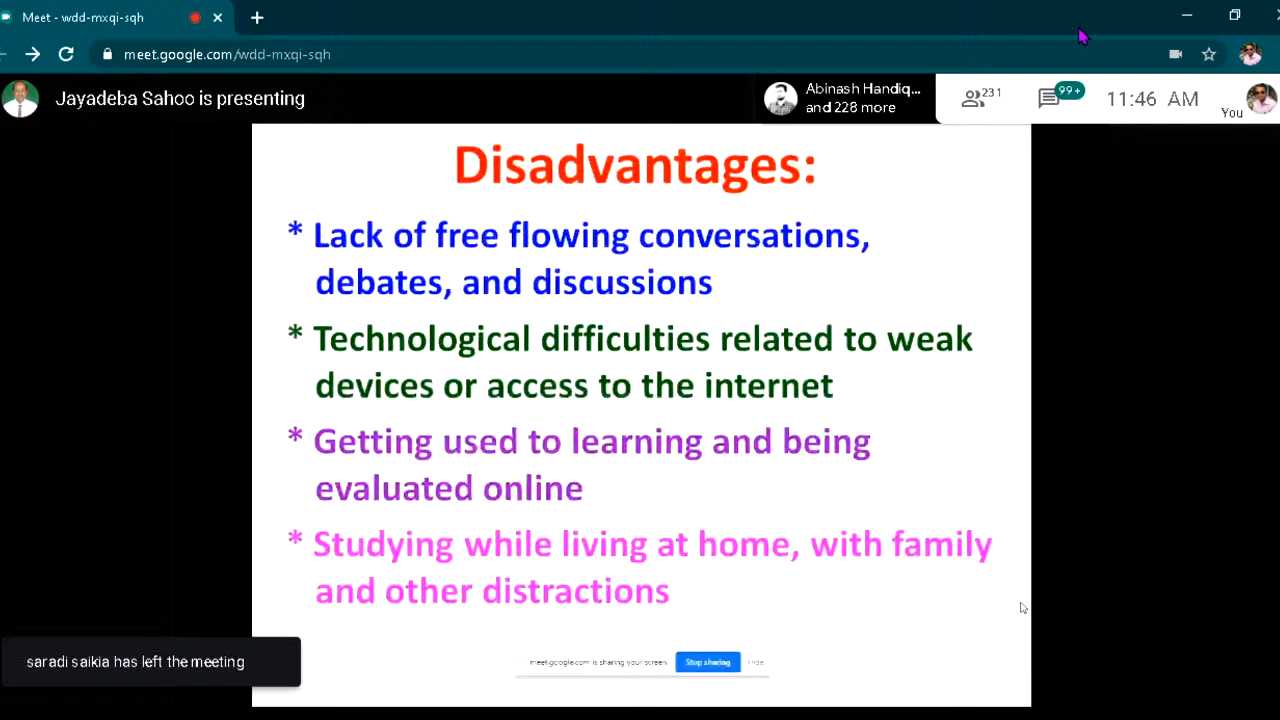 Meet - wdd-mxqi-sqh
meet.google.com/wdd-mxqi-sqh
Jayadeba Sahoo is presenting
Abinash Handiq...
and 228 more
231
99+
11:46 AM
You
Disadvantages:
* Lack of free flowing conversations,
debates, and discussions
* Technological difficulties related to weak
devices or access to the internet
* Getting used to learning and being
evaluated online
* Studying while living at home, with family
and other distractions
saradi saikia has left the meeting
meet.google.com is sharing your screen. Stop sharing Hide